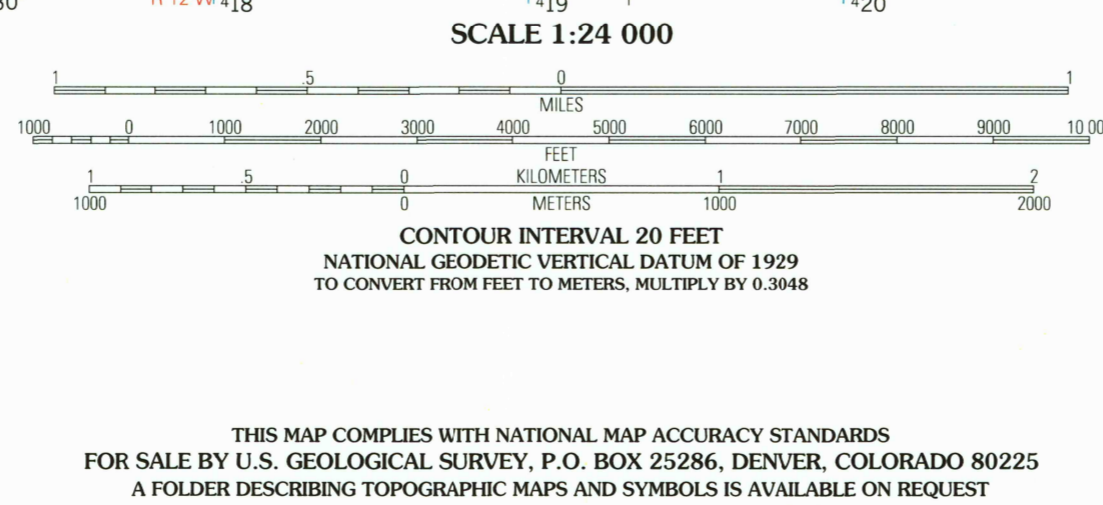 R 12 W 418 419 420
SCALE 1:24 000
1 .5 0 1
MILES
1000 0 1000 2000 3000 4000 5000 6000 7000 8000 9000 10 00
FEET
1 .5 0 KILOMETERS 1 2
1000 0 METERS 1000 2000
CONTOUR INTERVAL 20 FEET
NATIONAL GEODETIC VERTICAL DATUM OF 1929
TO CONVERT FROM FEET TO METERS, MULTIPLY BY 0.3048
THIS MAP COMPLIES WITH NATIONAL MAP ACCURACY STANDARDS
FOR SALE BY U.S. GEOLOGICAL SURVEY, P.O. BOX 25286, DENVER, COLORADO 80225
A FOLDER DESCRIBING TOPOGRAPHIC MAPS AND SYMBOLS IS AVAILABLE ON REQUEST